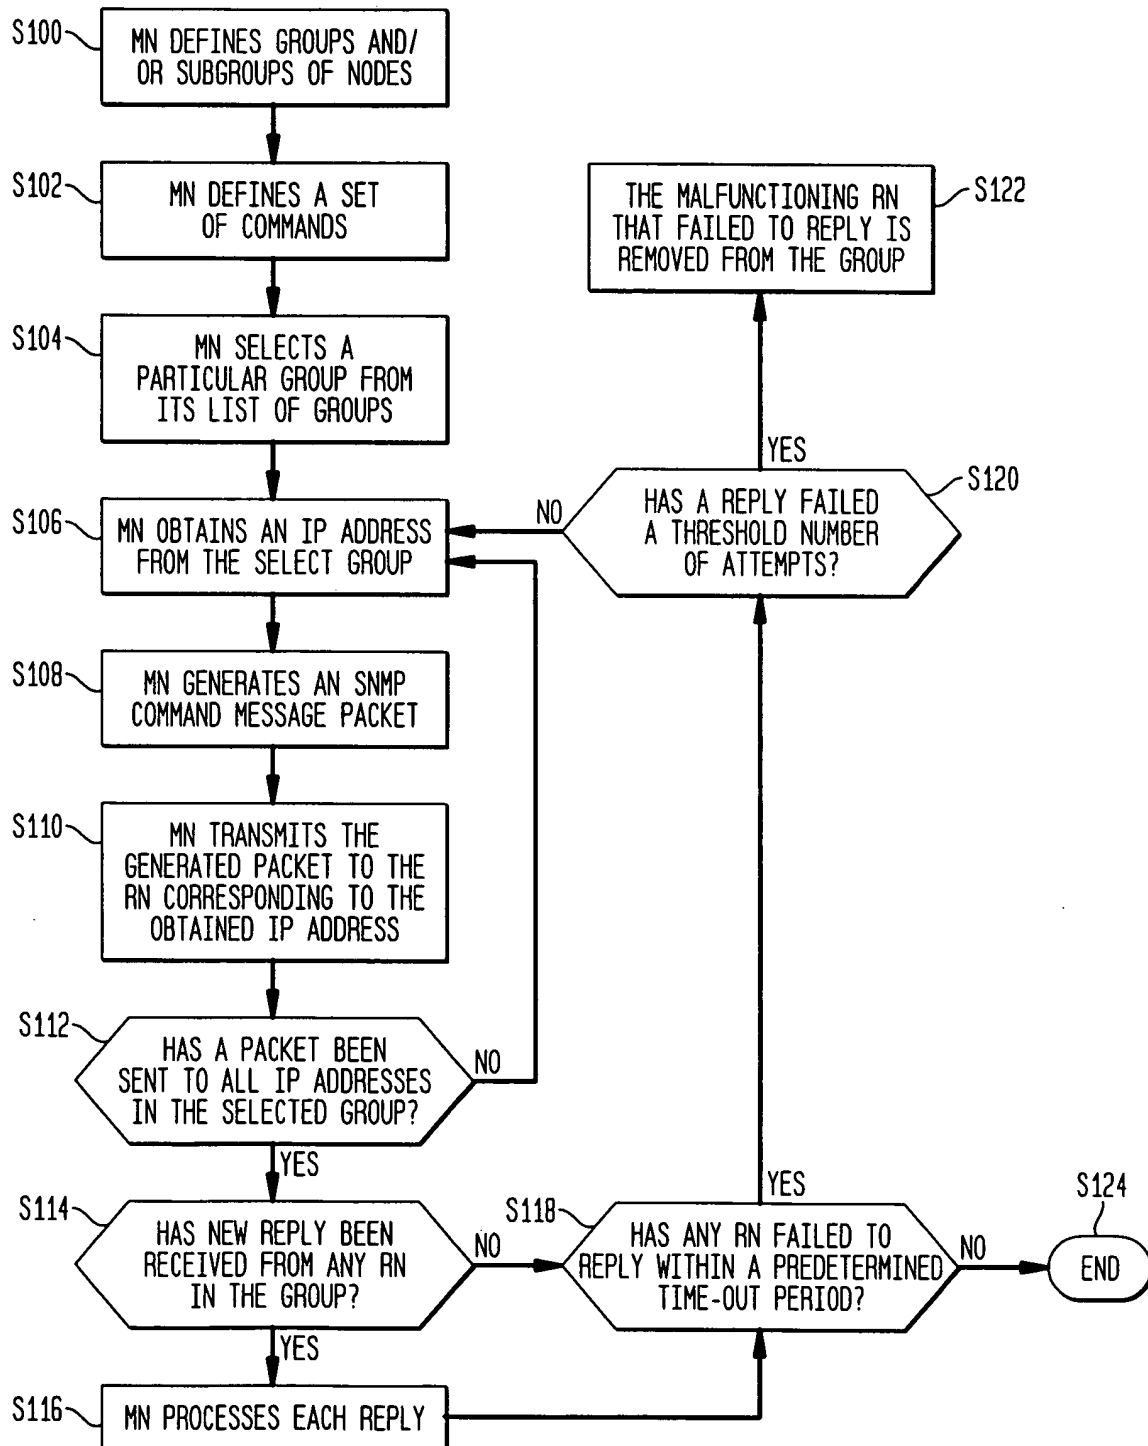 S100
MN DEFINES GROUPS AND/
OR SUBGROUPS OF NODES
S102
MN DEFINES A SET
OF COMMANDS
S104
MN SELECTS A
PARTICULAR GROUP FROM
ITS LIST OF GROUPS
S106
MN OBTAINS AN IP ADDRESS
FROM THE SELECT GROUP
S108
MN GENERATES AN SNMP
COMMAND MESSAGE PACKET
S110
MN TRANSMITS THE
GENERATED PACKET TO THE
RN CORRESPONDING TO THE
OBTAINED IP ADDRESS
S112
HAS A PACKET BEEN
SENT TO ALL IP ADDRESSES
IN THE SELECTED GROUP?
NO
YES
S114
HAS NEW REPLY BEEN
RECEIVED FROM ANY RN
IN THE GROUP?
NO
YES
S116
MN PROCESSES EACH REPLY
S118
HAS ANY RN FAILED TO
REPLY WITHIN A PREDETERMINED
TIME-OUT PERIOD?
YES
NO
S120
HAS A REPLY FAILED
A THRESHOLD NUMBER
OF ATTEMPTS?
NO
YES
S122
THE MALFUNCTIONING RN
THAT FAILED TO REPLY IS
REMOVED FROM THE GROUP
S124
END